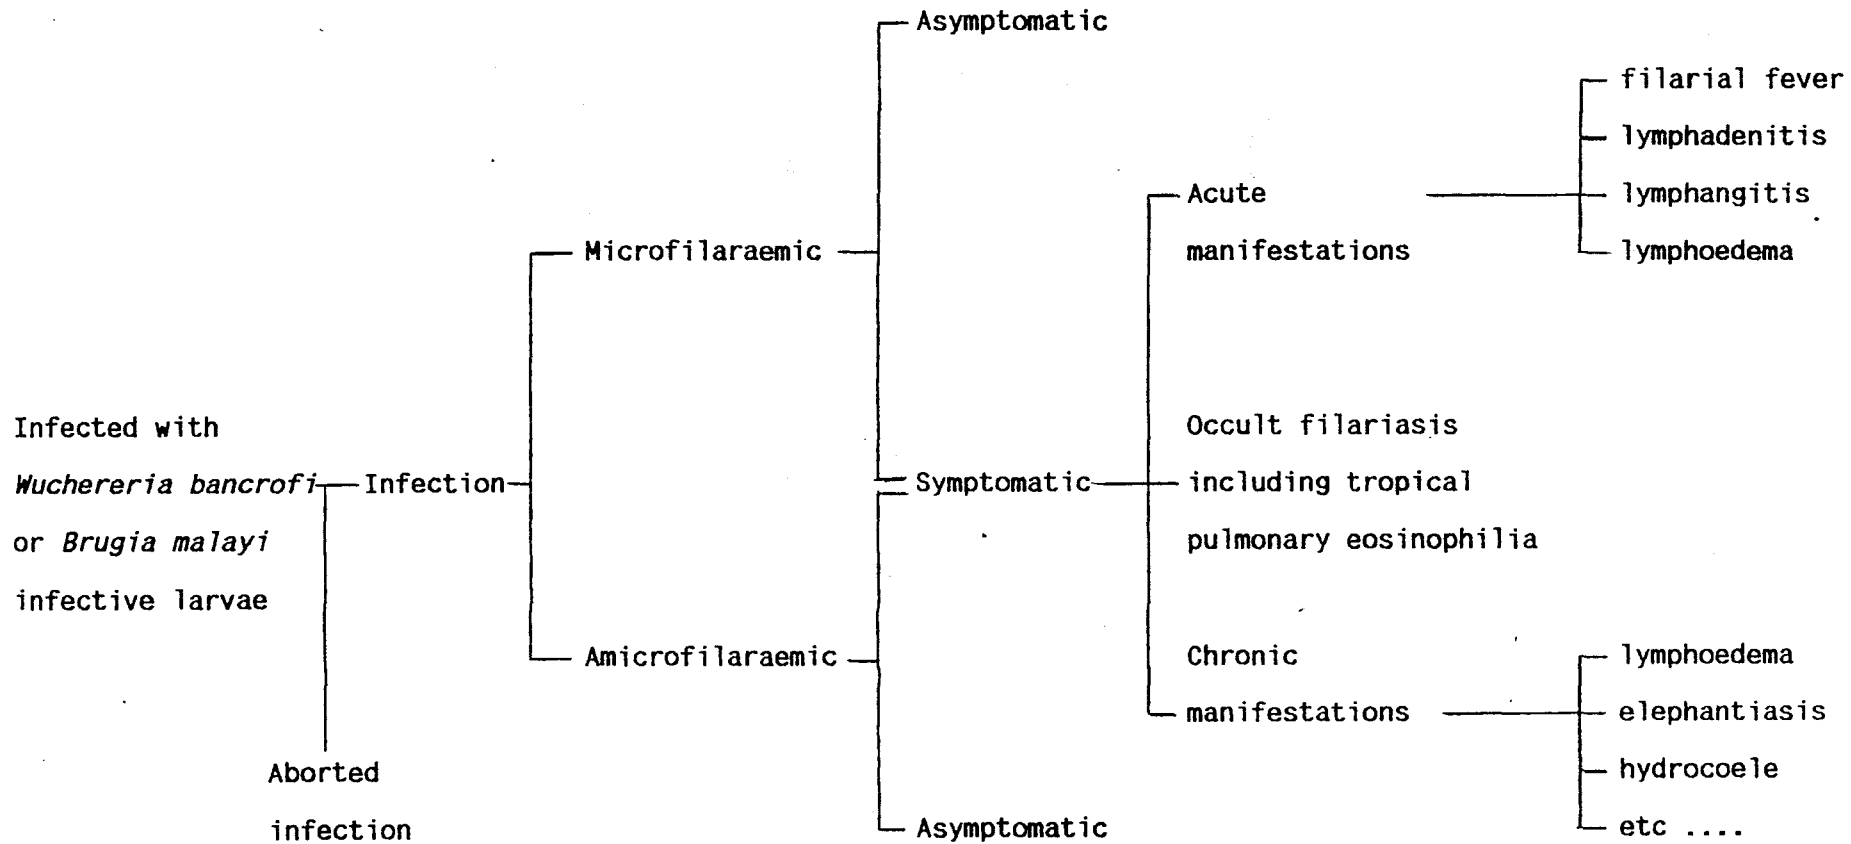 Asymptomatic
filarial fever
lymphadenitis
Acute
manifestations
lymphangitis
lymphoedema
Microfilaraemic
Infected with
Wuchereria bancrofi
or Brugia malayi
infective larvae
Infection
Symptomatic
Occult filariasis
including tropical
pulmonary eosinophilia
Amicrofilaraemic
Chronic
manifestations
lymphoedema
elephantiasis
hydrocoele
etc ....
Aborted
infection
Asymptomatic